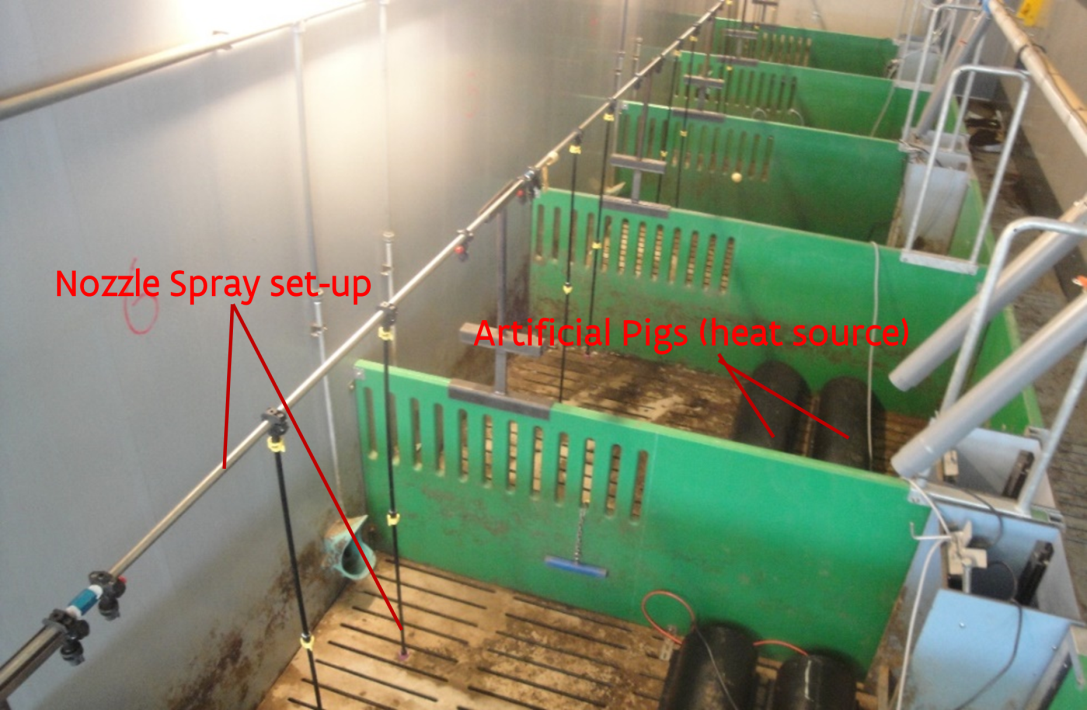 Nozzle Spray set-up
Artificial Pigs (heat source)